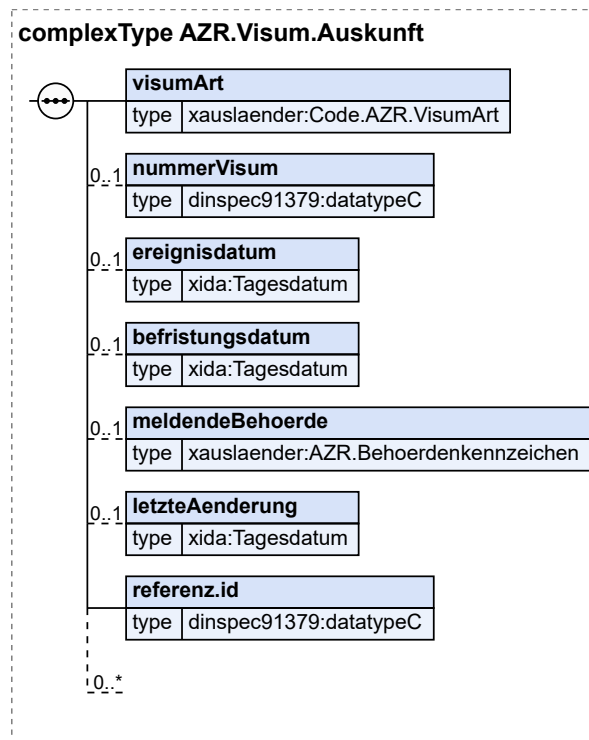 complexType AZR.Visum.Auskunft
visumArt
type xauslaender:Code.AZR.VisumArt
0..1 nummerVisum
type dinspec91379:datatypeC
0..1 ereignisdatum
type xida:Tagesdatum
0..1 befristungsdatum
type xida:Tagesdatum
0..1 meldendeBehoerde
type xauslaender:AZR.Behoerdenkennzeichen
0..1 letzteAenderung
type xida:Tagesdatum
referenz.id
type dinspec91379:datatypeC
0..*